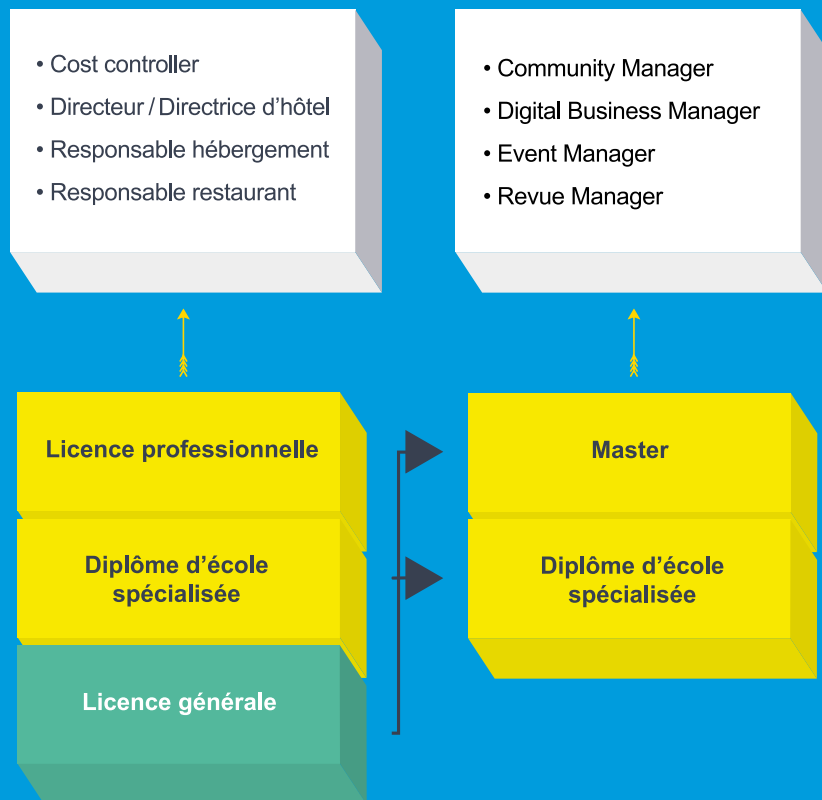 • Cost controller
• Directeur / Directrice d'hôtel
• Responsable hébergement
• Responsable restaurant
• Community Manager
• Digital Business Manager
• Event Manager
• Revue Manager
Licence professionnelle
Diplôme d'école
spécialisée
Licence générale
Master
Diplôme d'école
spécialisée